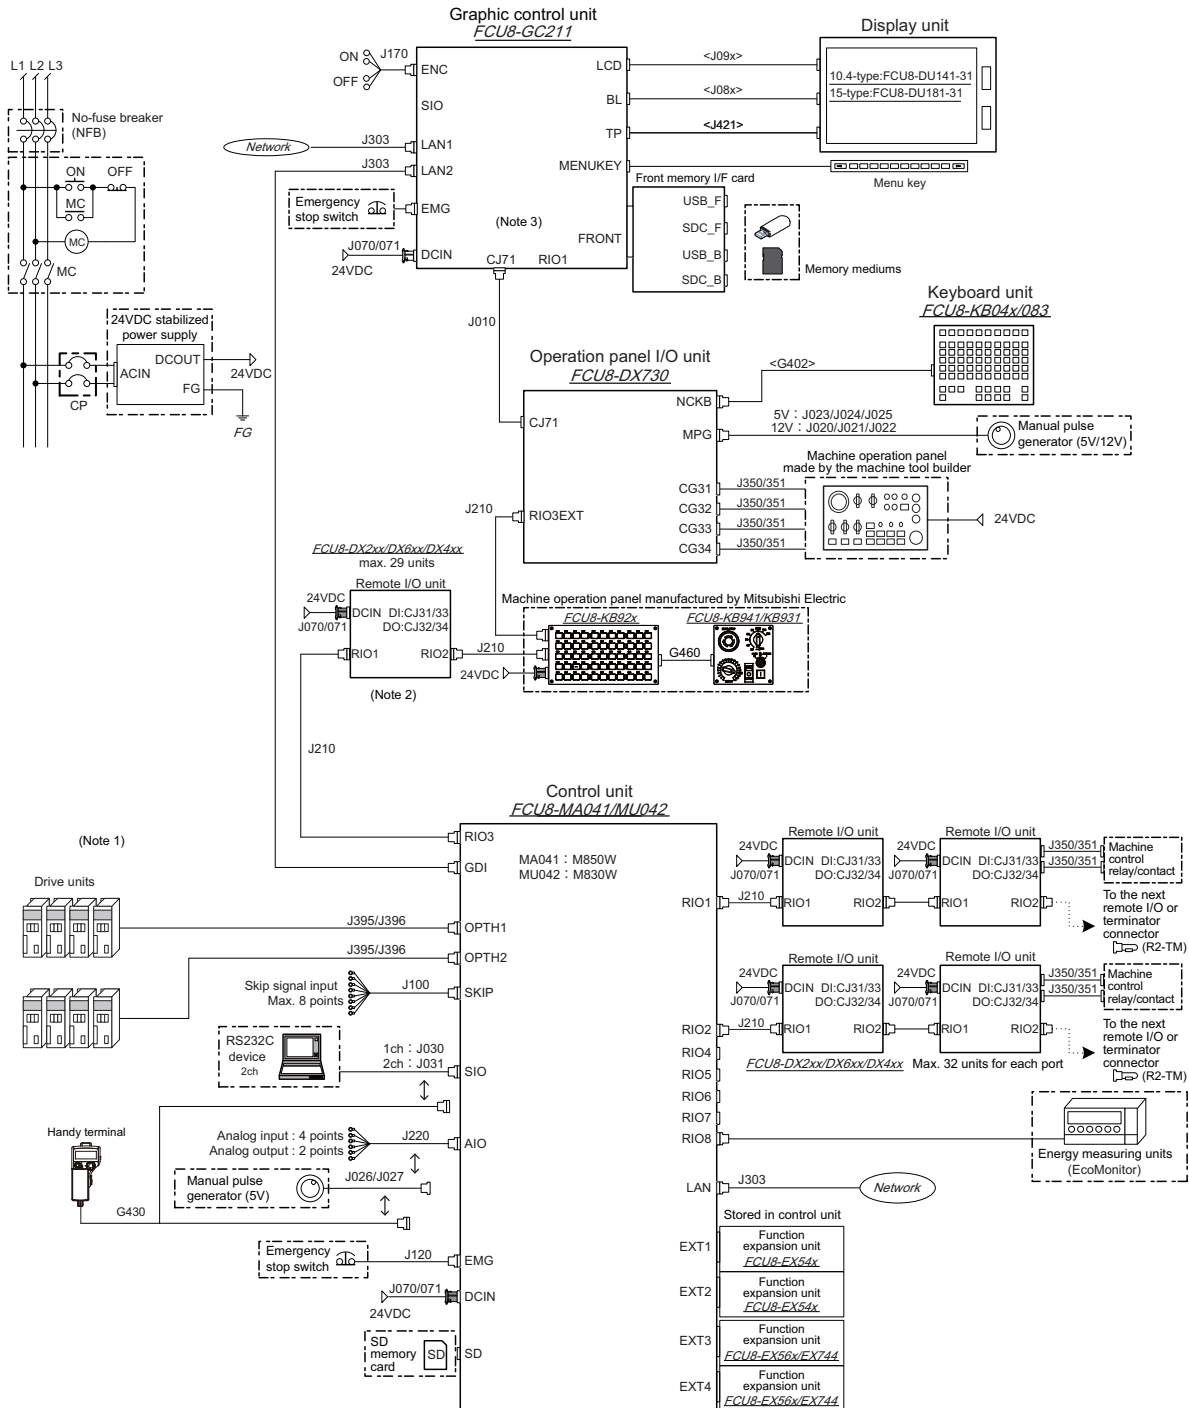 Graphic control unit
FCU8-GC211
Display unit
L1 L2 L3
No-fuse breaker
(NFB)
ON OFF
MC
MC
MC
24VDC stabilized
power supply
DCOUT
ACIN
FG
24VDC
CP
FG
ON
OFF
J170
ENC
SIO
Network
J303
LAN1
J303
LAN2
Emergency
stop switch
EMG
J070/071
24VDC
DCIN
CJ71
RIO1
(Note 3)
LCD
BL
TP
MENUKEY
FRONT
<J09x>
<J08x>
<J421>
10.4-type:FCU8-DU141-31
15-type:FCU8-DU181-31
Menu key
Front memory I/F card
USB_F
SDC_F
USB_B
SDC_B
Memory mediums
J010
Keyboard unit
FCU8-KB04x/083
Operation panel I/O unit
FCU8-DX730
<G402>
NCKB
CJ71
MPG
5V：J023/J024/J025
12V：J020/J021/J022
Manual pulse
generator (5V/12V)
Machine operation panel
made by the machine tool builder
CG31
J350/351
CG32
J350/351
CG33
J350/351
CG34
J350/351
24VDC
J210
RIO3EXT
FCU8-DX2xx/DX6xx/DX4xx
max. 29 units
Remote I/O unit
24VDC
J070/071
DCIN DI:CJ31/33
DO:CJ32/34
RIO1
RIO2
J210
(Note 2)
Machine operation panel manufactured by Mitsubishi Electric
FCU8-KB92x
FCU8-KB941/KB931
G460
24VDC
J210
Control unit
FCU8-MA041/MU042
RIO3
GDI
MA041：M850W
MU042：M830W
(Note 1)
Drive units
J395/J396
OPTH1
J395/J396
OPTH2
Skip signal input
Max. 8 points
J100
SKIP
RS232C
device
2ch
1ch：J030
2ch：J031
SIO
Handy terminal
Analog input : 4 points
Analog output : 2 points
J220
AIO
Manual pulse
generator (5V)
J026/J027
G430
Emergency
stop switch
J120
EMG
J070/071
24VDC
DCIN
SD
memory
card
SD
SD
Remote I/O unit
Remote I/O unit
24VDC
J070/071
DCIN DI:CJ31/33
DO:CJ32/34
24VDC
J070/071
DCIN DI:CJ31/33
DO:CJ32/34
J350/351
J350/351
Machine
control
relay/contact
RIO1
J210
RIO1
RIO2
RIO1
RIO2
To the next
remote I/O or
terminator
connector
(R2-TM)
Remote I/O unit
Remote I/O unit
24VDC
J070/071
DCIN DI:CJ31/33
DO:CJ32/34
24VDC
J070/071
DCIN DI:CJ31/33
DO:CJ32/34
J350/351
J350/351
Machine
control
relay/contact
RIO2
J210
RIO1
RIO2
RIO1
RIO2
To the next
remote I/O or
terminator
connector
(R2-TM)
FCU8-DX2xx/DX6xx/DX4xx Max. 32 units for each port
RIO4
RIO5
RIO6
RIO7
RIO8
Energy measuring units
(EcoMonitor)
LAN
J303
Network
Stored in control unit
EXT1
Function
expansion unit
FCU8-EX54x
EXT2
Function
expansion unit
FCU8-EX54x
EXT3
Function
expansion unit
FCU8-EX56x/EX744
EXT4
Function
expansion unit
FCU8-EX56x/EX744